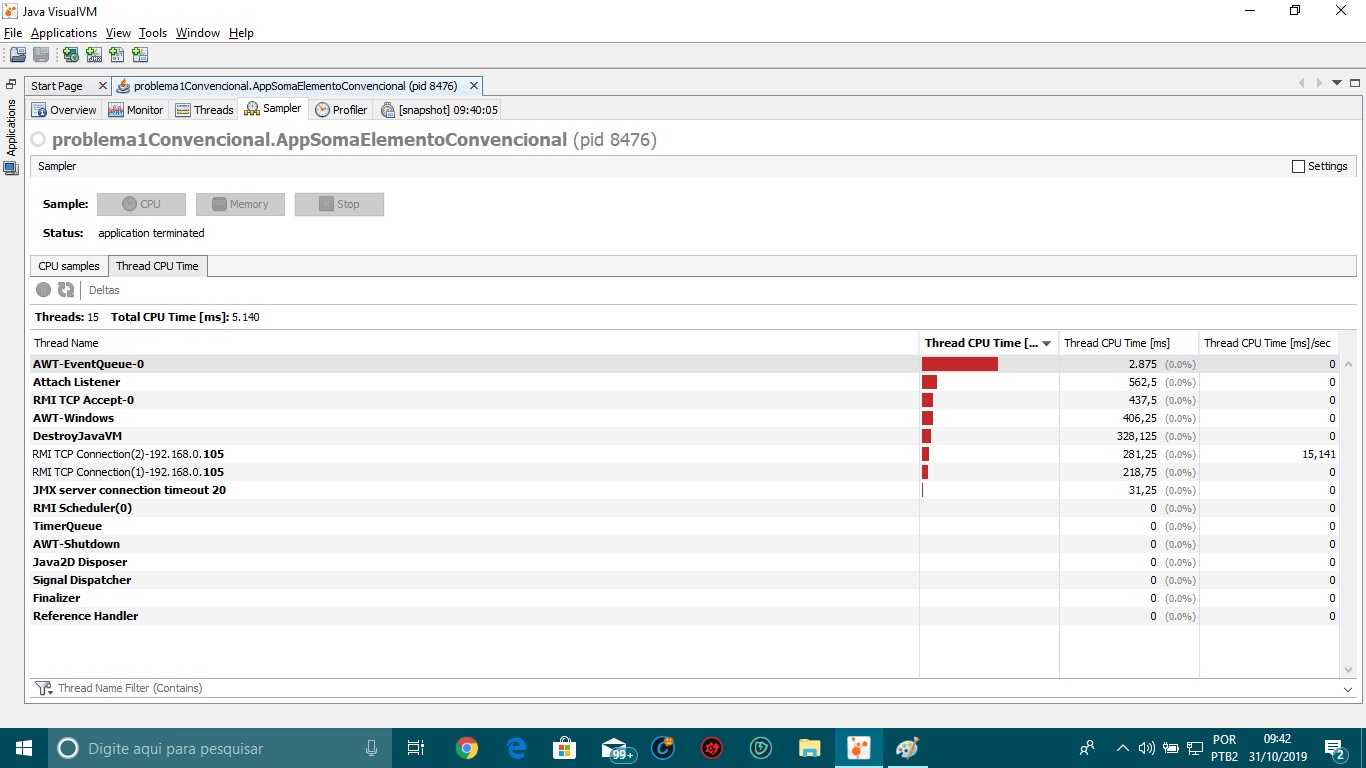 Java VisualVM
File Applications View Tools Window Help
Start Page problema1Convencional.AppSomaElementoConvencional (pid 8476)
Applications
Overview Monitor Threads Sampler Profiler [snapshot] 09:40:05
problema1Convencional.AppSomaElementoConvencional (pid 8476)
Sampler Settings
Sample: CPU Memory Stop
Status: application terminated
CPU samples Thread CPU Time
Deltas
Threads: 15 Total CPU Time [ms]: 5.140
Thread Name Thread CPU Time [... Thread CPU Time [ms] Thread CPU Time [ms]/sec
AWT-EventQueue-0 2.875 (0.0%) 0
Attach Listener 562,5 (0.0%) 0
RMI TCP Accept-0 437,5 (0.0%) 0
AWT-Windows 406,25 (0.0%) 0
DestroyJavaVM 328,125 (0.0%) 0
RMI TCP Connection(2)-192.168.0.105 281,25 (0.0%) 15,141
RMI TCP Connection(1)-192.168.0.105 218,75 (0.0%) 0
JMX server connection timeout 20 31,25 (0.0%) 0
RMI Scheduler(0) 0 (0.0%) 0
TimerQueue 0 (0.0%) 0
AWT-Shutdown 0 (0.0%) 0
Java2D Disposer 0 (0.0%) 0
Signal Dispatcher 0 (0.0%) 0
Finalizer 0 (0.0%) 0
Reference Handler 0 (0.0%) 0
Thread Name Filter (Contains)
Digite aqui para pesquisar 99+ POR 09:42
PTB2 31/10/2019 2